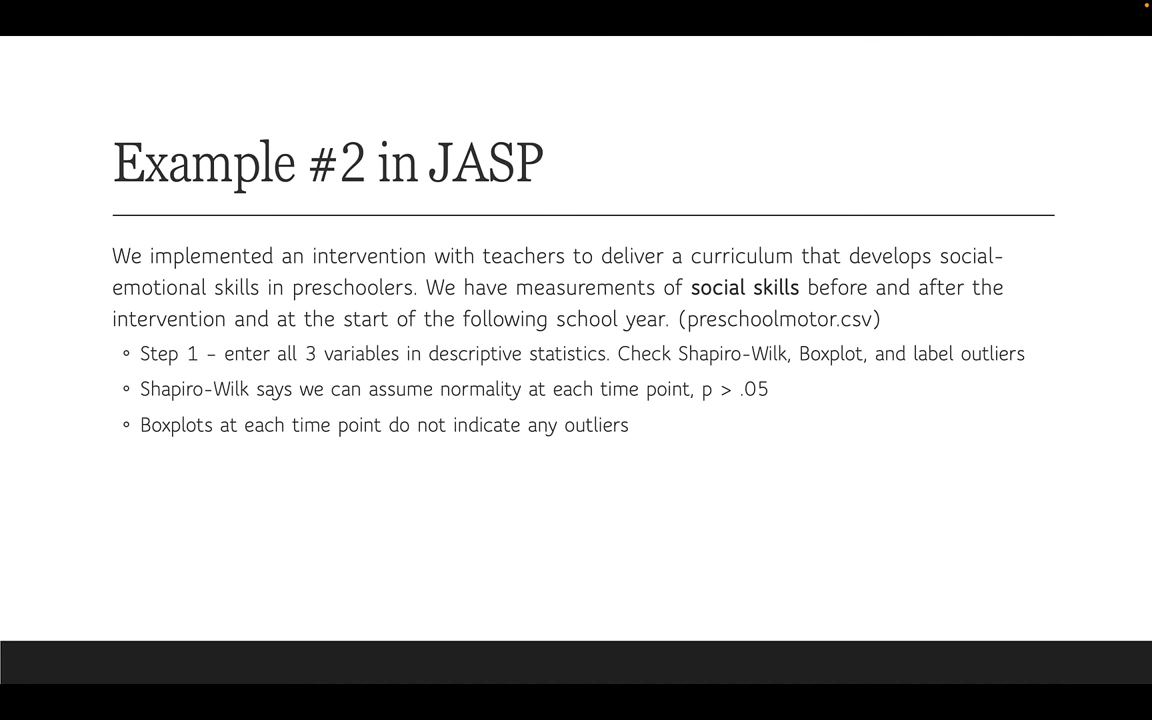 Example #2 in JASP
We implemented an intervention with teachers to deliver a curriculum that develops social-
emotional skills in preschoolers. We have measurements of social skills before and after the
intervention and at the start of the following school year. (preschoolmotor.csv)
◦ Step 1 – enter all 3 variables in descriptive statistics. Check Shapiro-Wilk, Boxplot, and label outliers
◦ Shapiro-Wilk says we can assume normality at each time point, p > .05
◦ Boxplots at each time point do not indicate any outliers